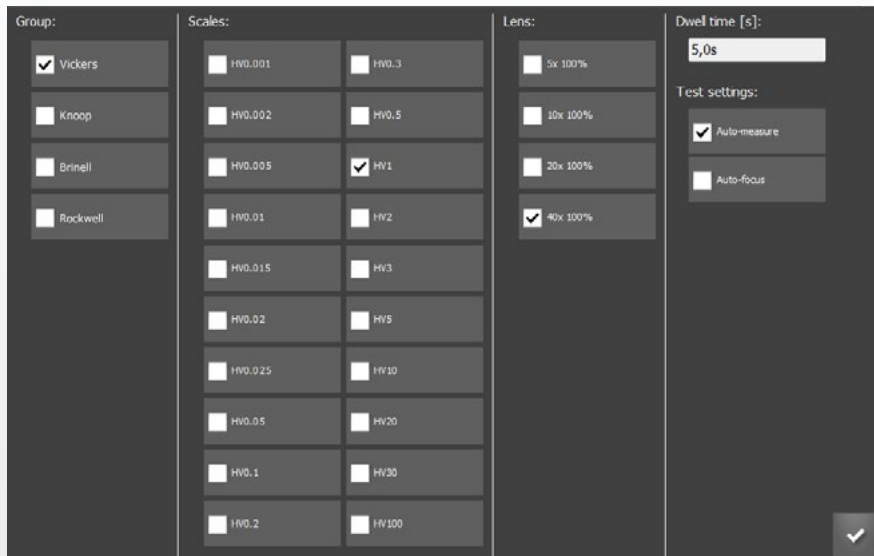 Group:
Vickers
Knoop
Brinell
Rockwell
Scales:
HV0.001
HV0.002
HV0.005
HV0.01
HV0.015
HV0.02
HV0.025
HV0.05
HV0.1
HV0.2
HV0.3
HV0.5
HV1
HV2
HV3
HV5
HV10
HV20
HV30
HV100
Lens:
5x 100%
10x 100%
20x 100%
40x 100%
Dwell time [s]:
5,0s
Test settings:
Auto-measure
Auto-focus